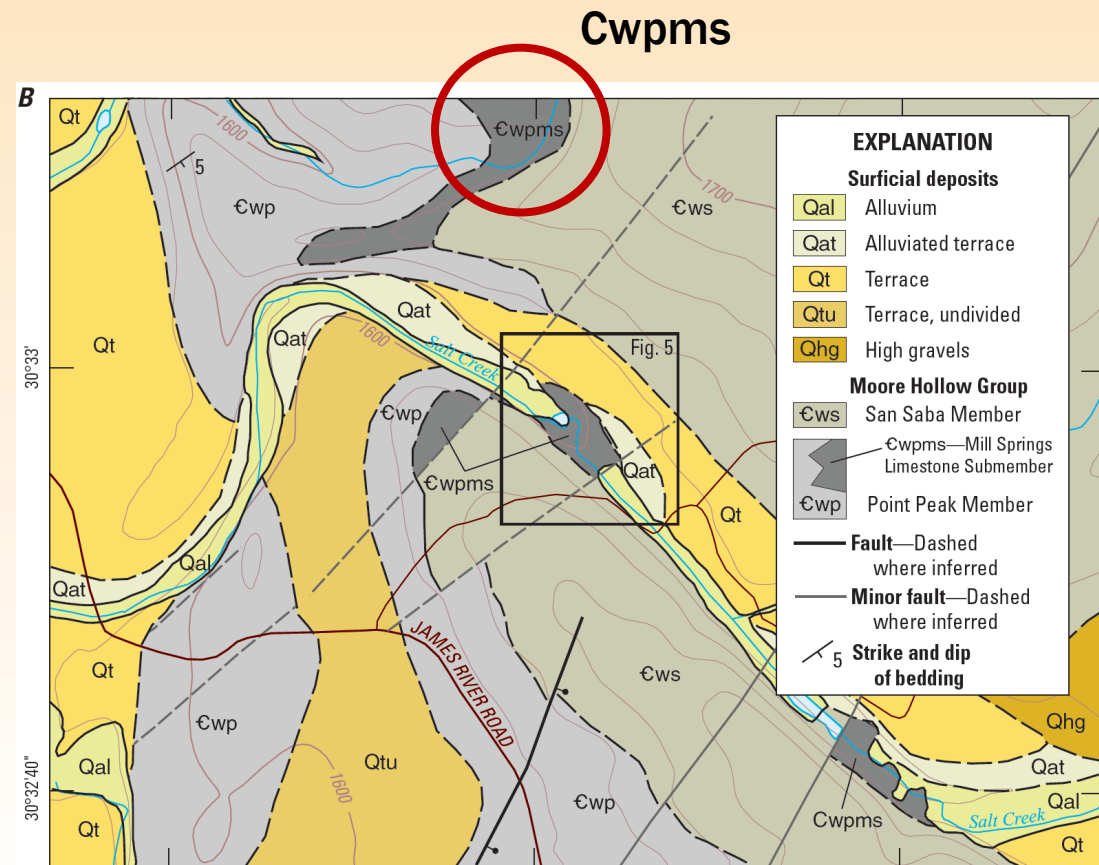 Cwpms
B
Qt
1600
Ꞓwpms
5
Ꞓwp
Ꞓws
1700
EXPLANATION
Surficial deposits
Qal Alluvium
Qat Alluviated terrace
Qt Terrace
Qtu Terrace, undivided
Qhg High gravels
Moore Hollow Group
Ꞓws San Saba Member
Ꞓwpms—Mill Springs
Limestone Submember
Ꞓwp Point Peak Member
Fault—Dashed
where inferred
Minor fault—Dashed
where inferred
5 Strike and dip
of bedding
Qat
Qat
1600
Salt Creek
Fig. 5
Qt
30°33'
Ꞓwp
Ꞓwpms
Qat
Qt
Qal
Qat
JAMES RIVER ROAD
Qt
Ꞓws
Ꞓwp
Qhg
Qal
Qtu
1600
Qat
30°32'40"
Ꞓwp
Qal
Cwpms
Salt Creek
Qt
Qt